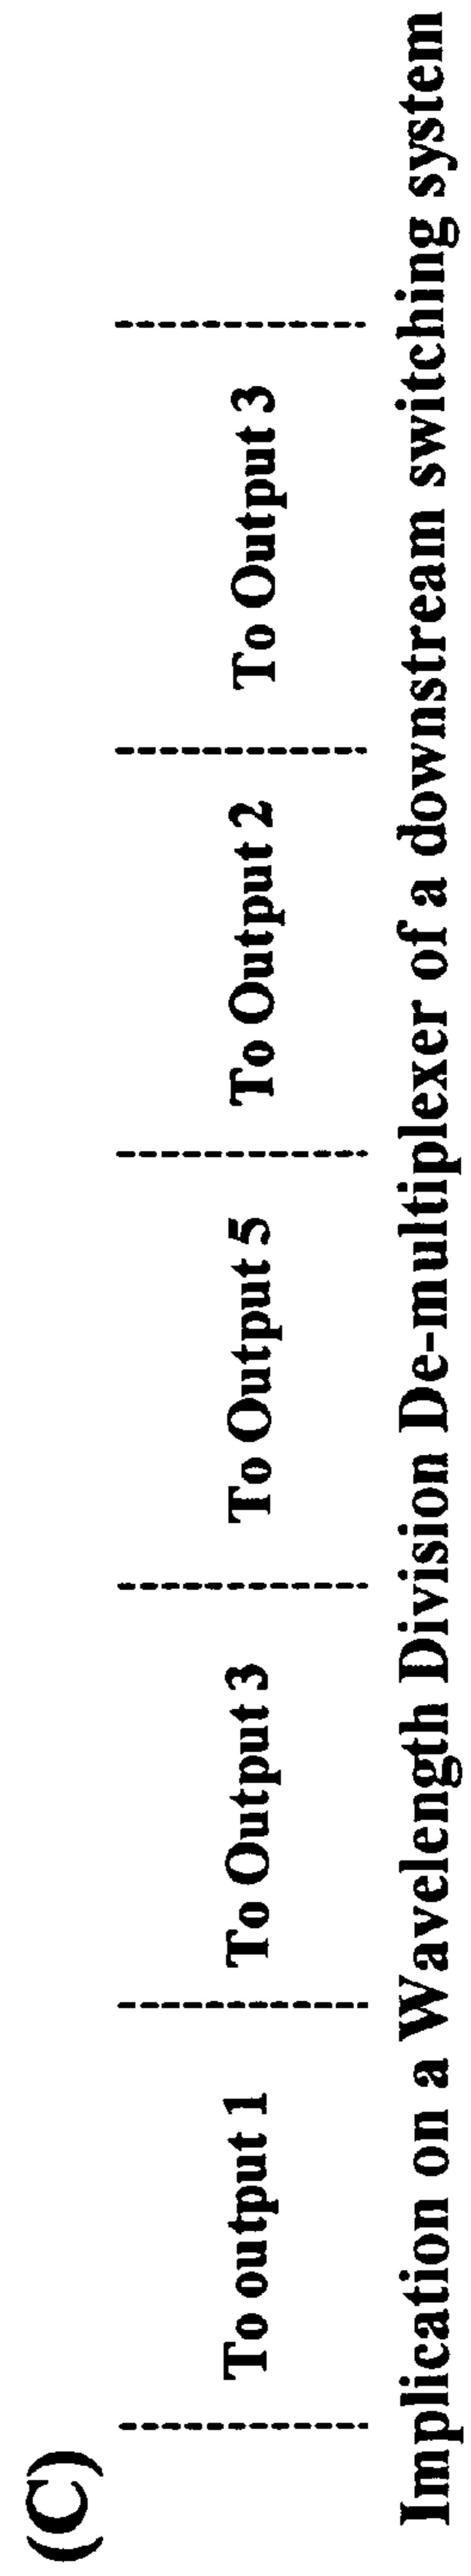 (C)
To output 1 To Output 3 To Output 5 To Output 2 To Output 3
Implication on a Wavelength Division De-multiplexer of a downstream switching system